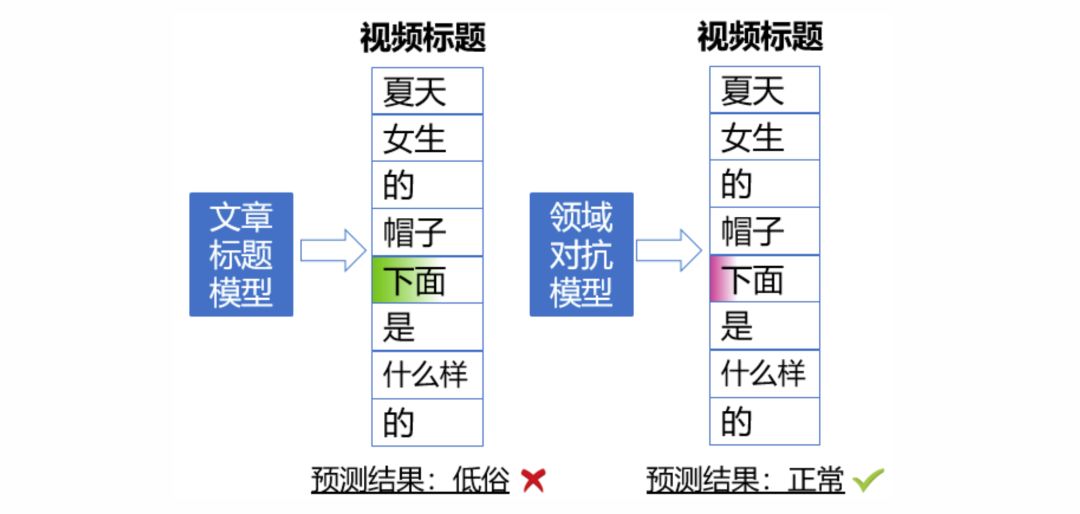 视频标题
夏天
女生
的
帽子
下面
是
什么样
的
文章
标题
模型
预测结果：低俗
视频标题
夏天
女生
的
帽子
下面
是
什么样
的
领域
对抗
模型
预测结果：正常